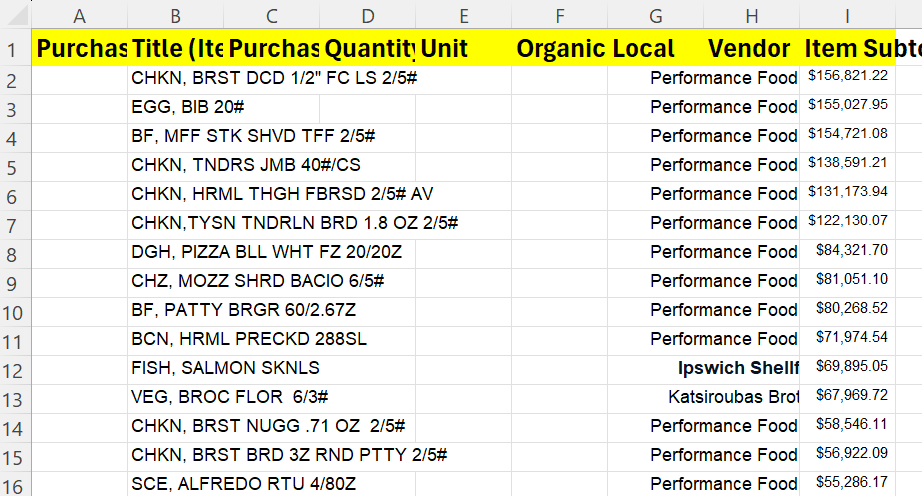 A B C D E F G H I
1 Purchas Title (Ite Purchas Quantity Unit Organic Local Vendor Item Subto
2 CHKN, BRST DCD 1/2" FC LS 2/5# Performance Food $156,821.22
3 EGG, BIB 20# Performance Food $155,027.95
4 BF, MFF STK SHVD TFF 2/5# Performance Food $154,721.08
5 CHKN, TNDRS JMB 40#/CS Performance Food $138,591.21
6 CHKN, HRML THGH FBRSD 2/5# AV Performance Food $131,173.94
7 CHKN,TYSN TNDRLN BRD 1.8 OZ 2/5# Performance Food $122,130.07
8 DGH, PIZZA BLL WHT FZ 20/20Z Performance Food $84,321.70
9 CHZ, MOZZ SHRD BACIO 6/5# Performance Food $81,051.10
10 BF, PATTY BRGR 60/2.67Z Performance Food $80,268.52
11 BCN, HRML PRECKD 288SL Performance Food $71,974.54
12 FISH, SALMON SKNLS Ipswich Shellf $69,895.05
13 VEG, BROC FLOR 6/3# Katsiroubas Brot $67,969.72
14 CHKN, BRST NUGG .71 OZ 2/5# Performance Food $58,546.11
15 CHKN, BRST BRD 3Z RND PTTY 2/5# Performance Food $56,922.09
16 SCE, ALFREDO RTU 4/80Z Performance Food $55,286.17